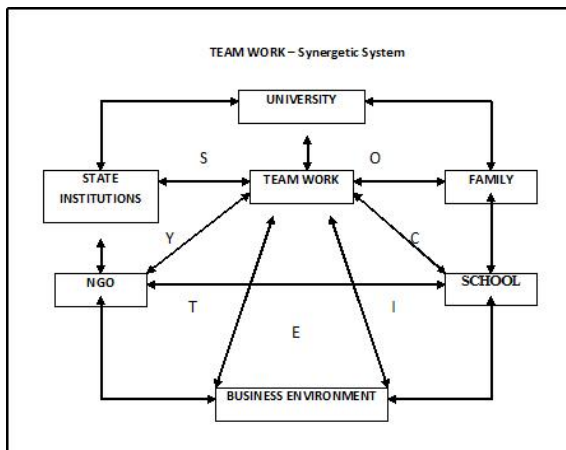 TEAM WORK – Synergetic System
UNIVERSITY
S
O
STATE
INSTITUTIONS
TEAM WORK
FAMILY
Y
C
NGO
SCHOOL
T
I
E
BUSINESS ENVIRONMENT